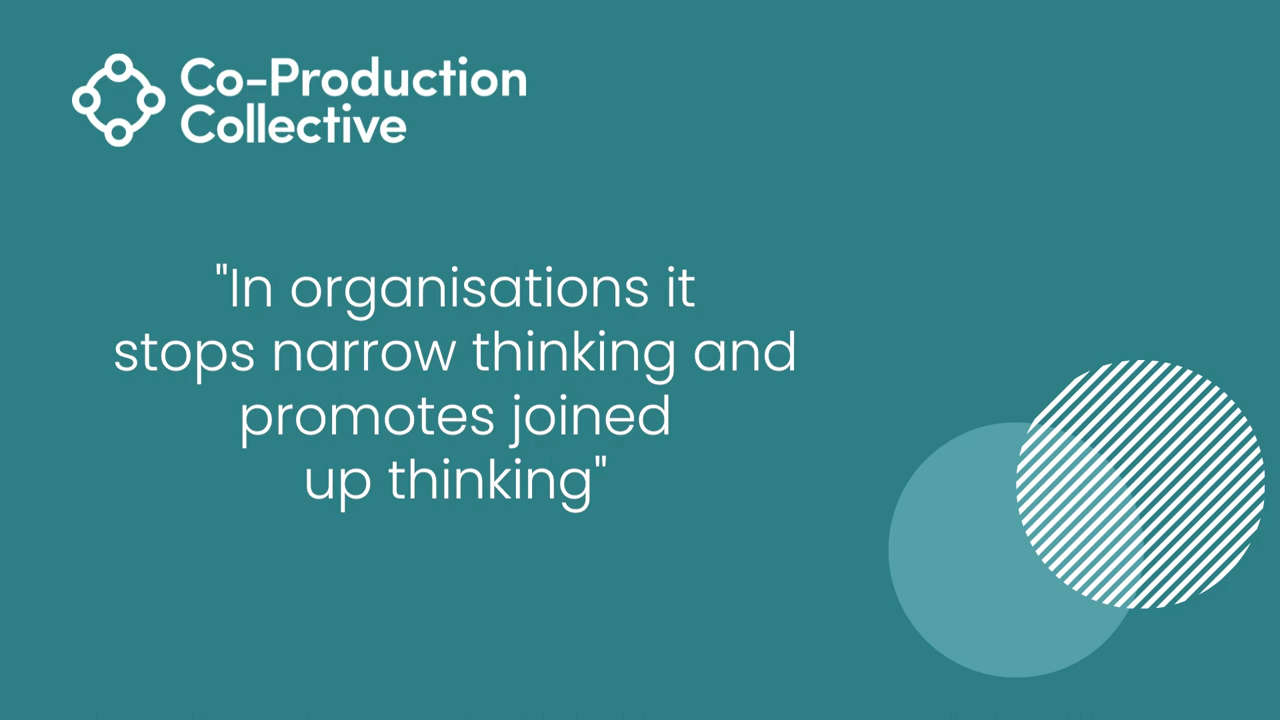 Co-Production
Collective
"In organisations it
stops narrow thinking and
promotes joined
up thinking"